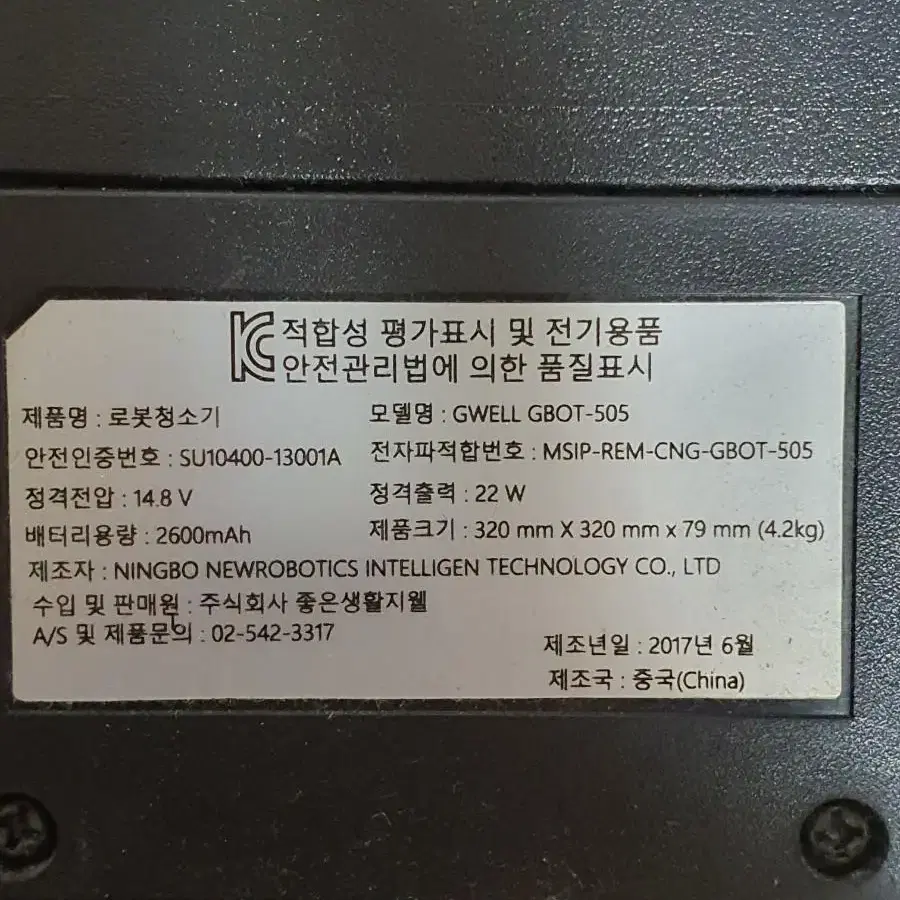 KC 적합성 평가표시 및 전기용품
안전관리법에 의한 품질표시
제품명 : 로봇청소기 모델명 : GWELL GBOT-505
안전인증번호 : SU10400-13001A 전자파적합번호 : MSIP-REM-CNG-GBOT-505
정격전압 : 14.8 V 정격출력 : 22 W
배터리용량 : 2600mAh 제품크기 : 320 mm X 320 mm x 79 mm (4.2kg)
제조자 : NINGBO NEWROBOTICS INTELLIGEN TECHNOLOGY CO., LTD
수입 및 판매원 : 주식회사 좋은생활지웰
A/S 및 제품문의 : 02-542-3317
제조년일 : 2017년 6월
제조국 : 중국(China)